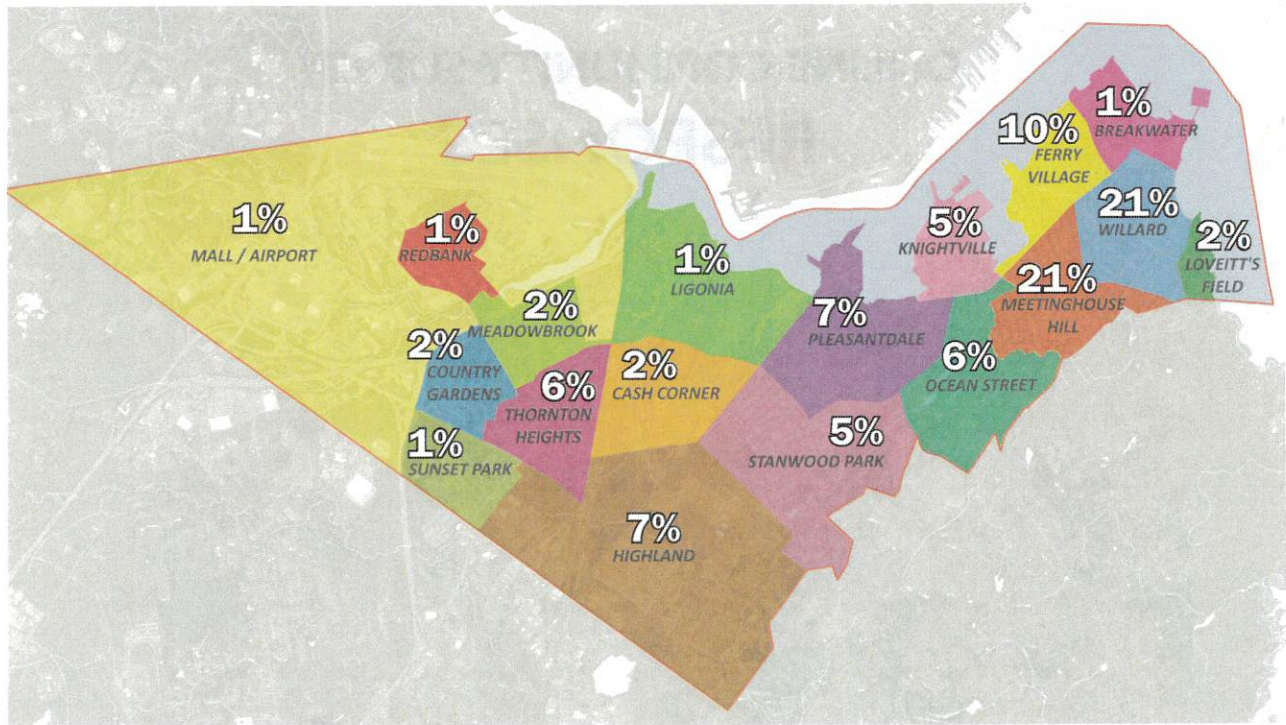 1%
BREAKWATER
10%
FERRY
VILLAGE
21%
WILLARD
2%
LOVEITT'S
FIELD
1%
MALL / AIRPORT
1%
REDBANK
5%
KNIGHTVILLE
1%
LIGONIA
21%
MEETINGHOUSE
HILL
2%
MEADOWBROOK
7%
PLEASANTDALE
2%
COUNTRY
GARDENS
6%
THORNTON
HEIGHTS
2%
CASH CORNER
6%
OCEAN STREET
1%
SUNSET PARK
5%
STANWOOD PARK
7%
HIGHLAND